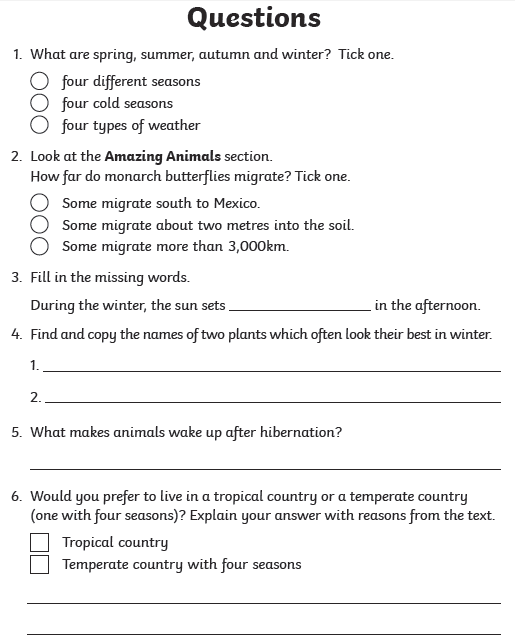 Questions
1. What are spring, summer, autumn and winter? Tick one.
four different seasons
four cold seasons
four types of weather
2. Look at the Amazing Animals section.
How far do monarch butterflies migrate? Tick one.
Some migrate south to Mexico.
Some migrate about two metres into the soil.
Some migrate more than 3,000km.
3. Fill in the missing words.
During the winter, the sun sets ____________________ in the afternoon.
4. Find and copy the names of two plants which often look their best in winter.
1.
2.
5. What makes animals wake up after hibernation?
6. Would you prefer to live in a tropical country or a temperate country
(one with four seasons)? Explain your answer with reasons from the text.
Tropical country
Temperate country with four seasons